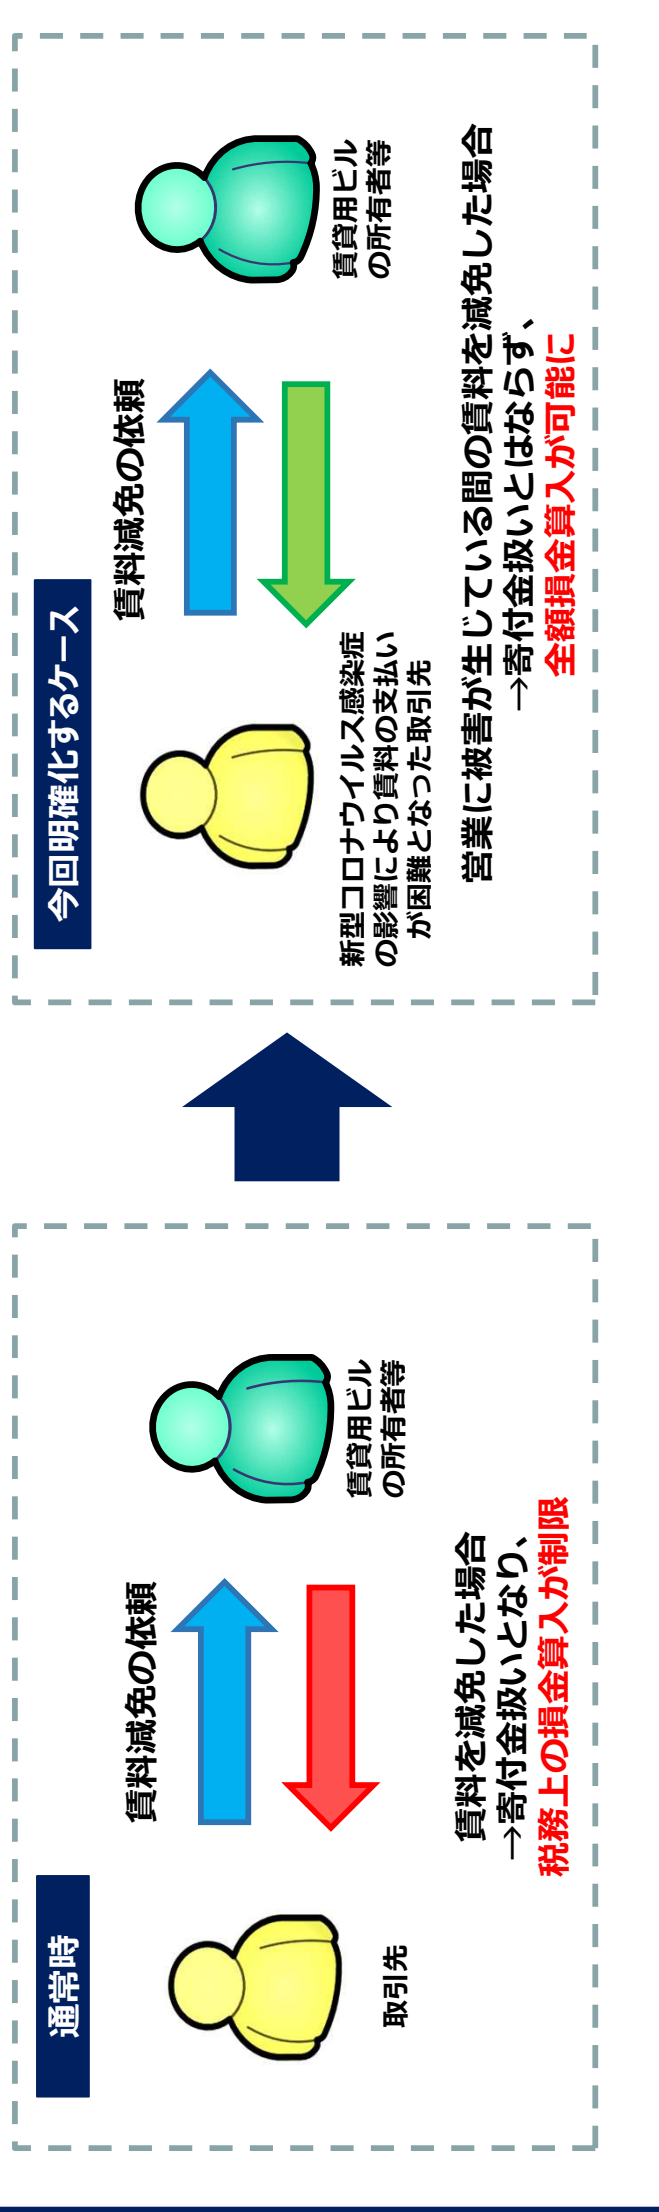 通常時
賃料減免の依頼
取引先
賃貸用ビル
の所有者等
賃料を減免した場合
→寄付金扱いとなり、
税務上の損金算入が制限
今回明確化するケース
賃料減免の依頼
新型コロナウイルス感染症
の影響により賃料の支払い
が困難となった取引先
賃貸用ビル
の所有者等
営業に被害が生じている間の賃料を減免した場合
→寄付金扱いとはならず、
全額損金算入が可能に